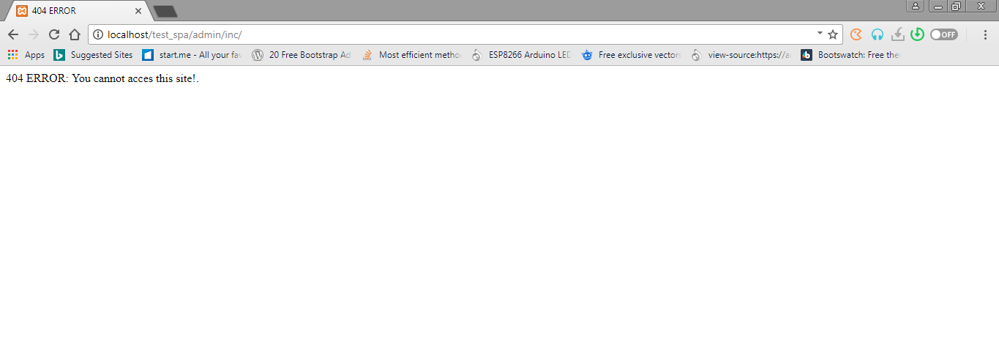 404 ERROR
localhost/test_spa/admin/inc/
OFF
Apps Suggested Sites start.me - All your fav 20 Free Bootstrap Ad Most efficient metho ESP8266 Arduino LED Free exclusive vectors view-source:https://a Bootswatch: Free the
404 ERROR: You cannot acces this site!.